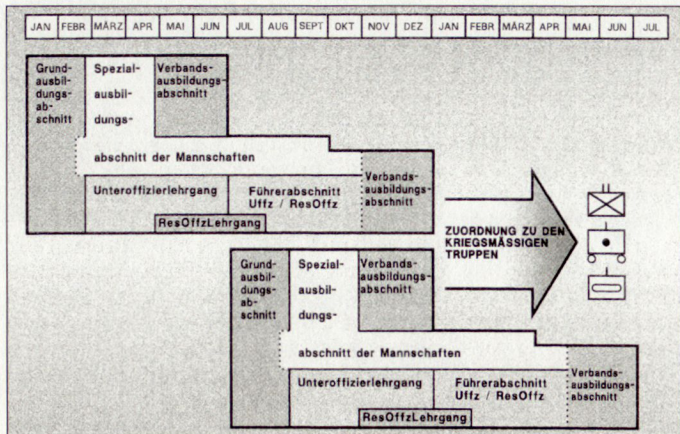 JAN FEBR MÄRZ APR MAI JUN JUL AUG SEPT OKT NOV DEZ JAN FEBR MÄRZ APR MAI JUN JUL
Grund-
ausbil-
dungs-
ab-
schnitt
Spezial-
ausbil-
dungs-
Verbands-
ausbildungs-
abschnitt
abschnitt der Mannschaften
Unteroffizierlehrgang
Führerabschnitt
Uffz / ResOffz
Verbands-
ausbildungs-
abschnitt
ResOffzLehrgang
ZUORDNUNG ZU DEN
KRIEGSMÄSSIGEN
TRUPPEN
Grund-
ausbil-
dungs-
ab-
schnitt
Spezial-
ausbil-
dungs-
Verbands-
ausbildungs-
abschnitt
abschnitt der Mannschaften
Unteroffizierlehrgang
Führerabschnitt
Uffz / ResOffz
Verbands-
ausbildungs-
abschnitt
ResOffzLehrgang